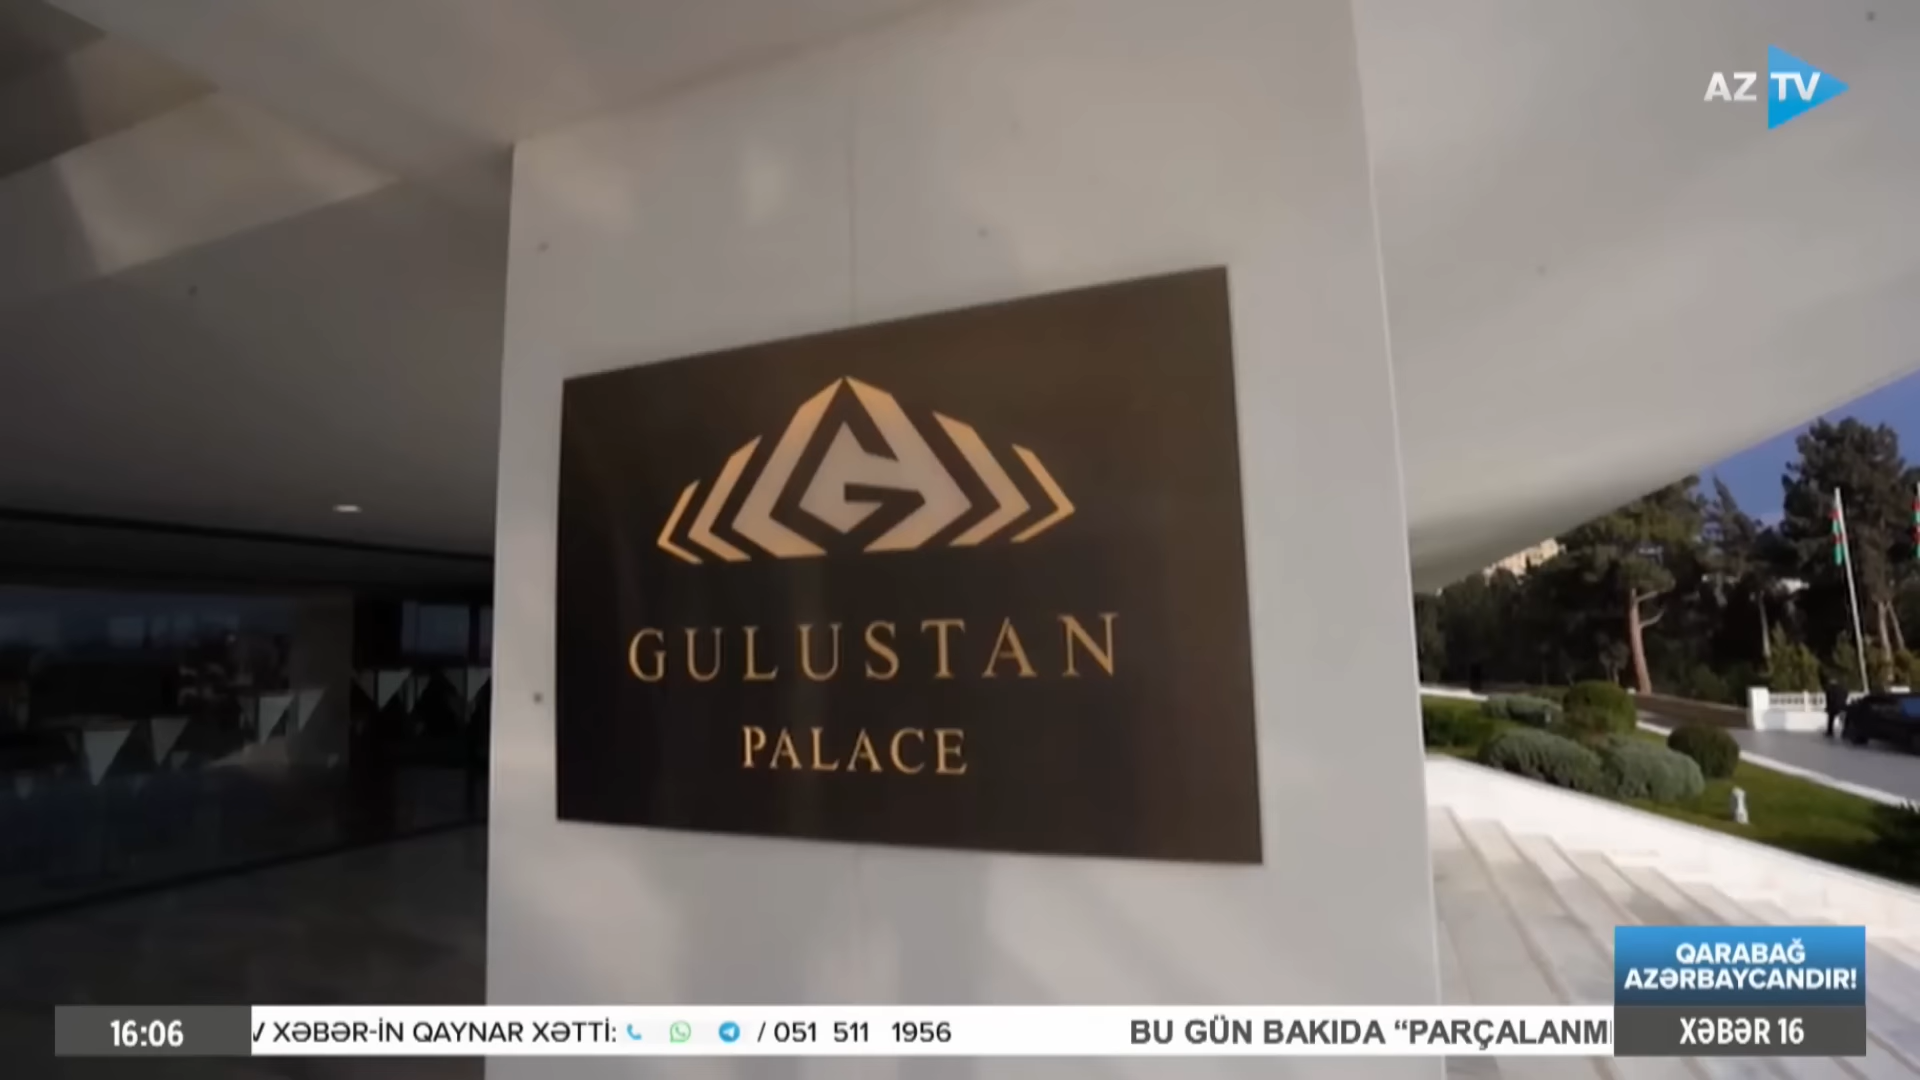 AZ TV
GULUSTAN
PALACE
QARABAĞ
AZƏRBAYCANDIR!
16:06
XƏBƏR-İN QAYNAR XƏTTİ: / 051 511 1956
BU GÜN BAKIDA “PARÇALANM
XƏBƏR 16